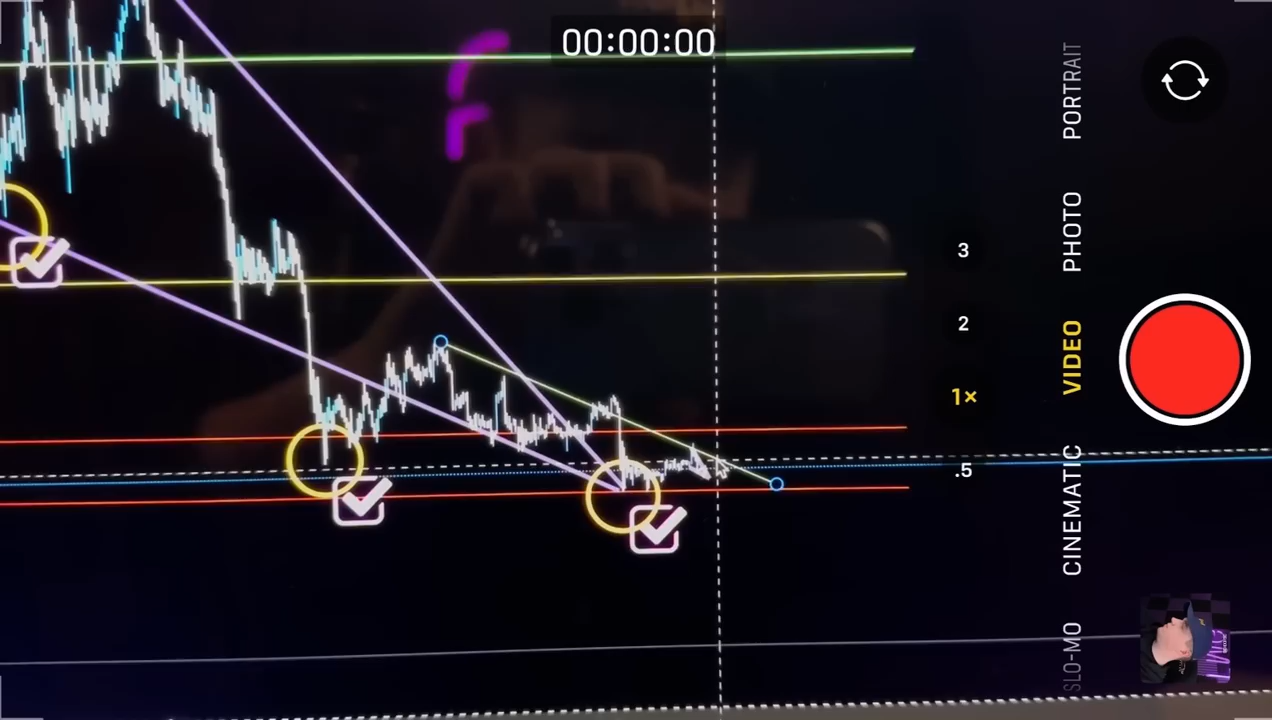 00:00:00
3
2
1×
.5
PORTRAIT
PHOTO
VIDEO
CINEMATIC
SLO-MO